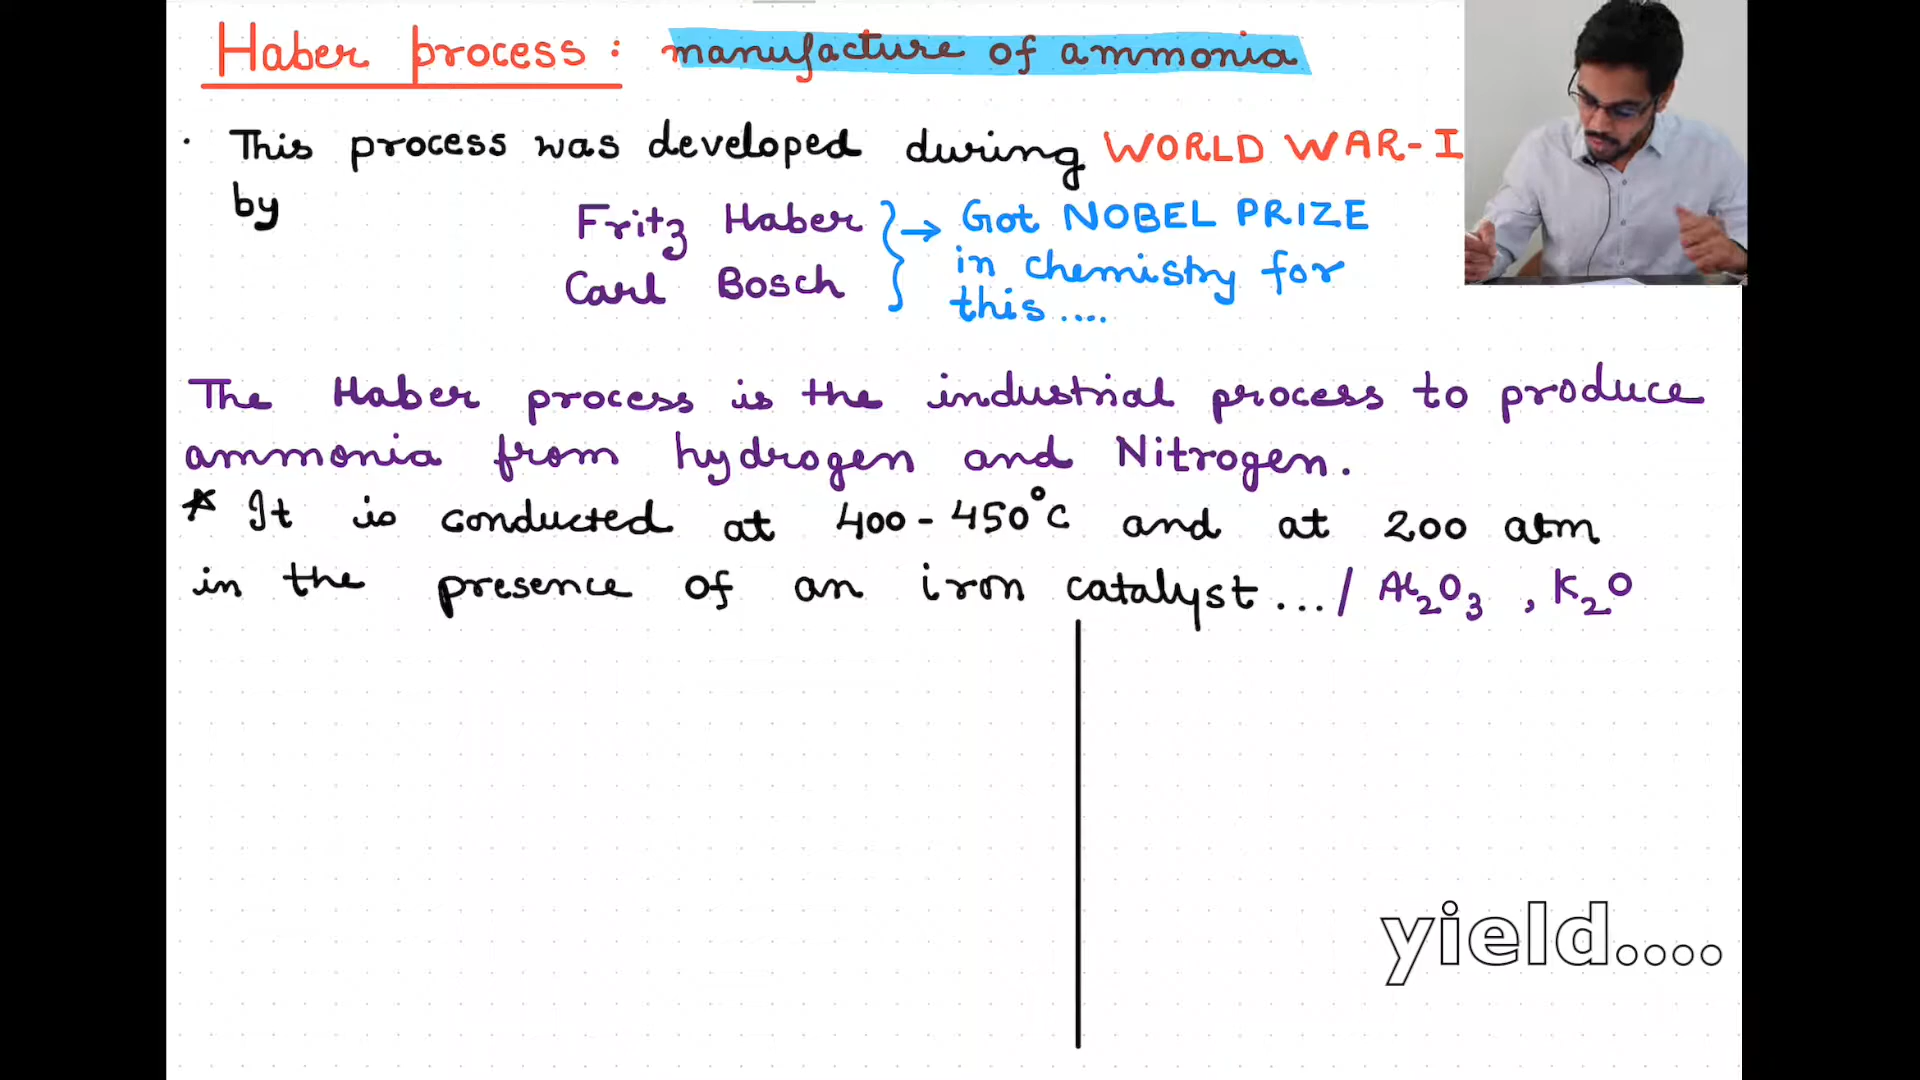 Haber process: manufacture of ammonia
· This process was developed during WORLD WAR-I
by
Fritz Haber } → Got NOBEL PRIZE
Carl Bosch in chemistry for
this....
The Haber process is the industrial process to produce
ammonia from hydrogen and Nitrogen.
* It is conducted at 400-450°C and at 200 atm
in the presence of an iron catalyst.../ Al₂O₃, K₂O
yield....